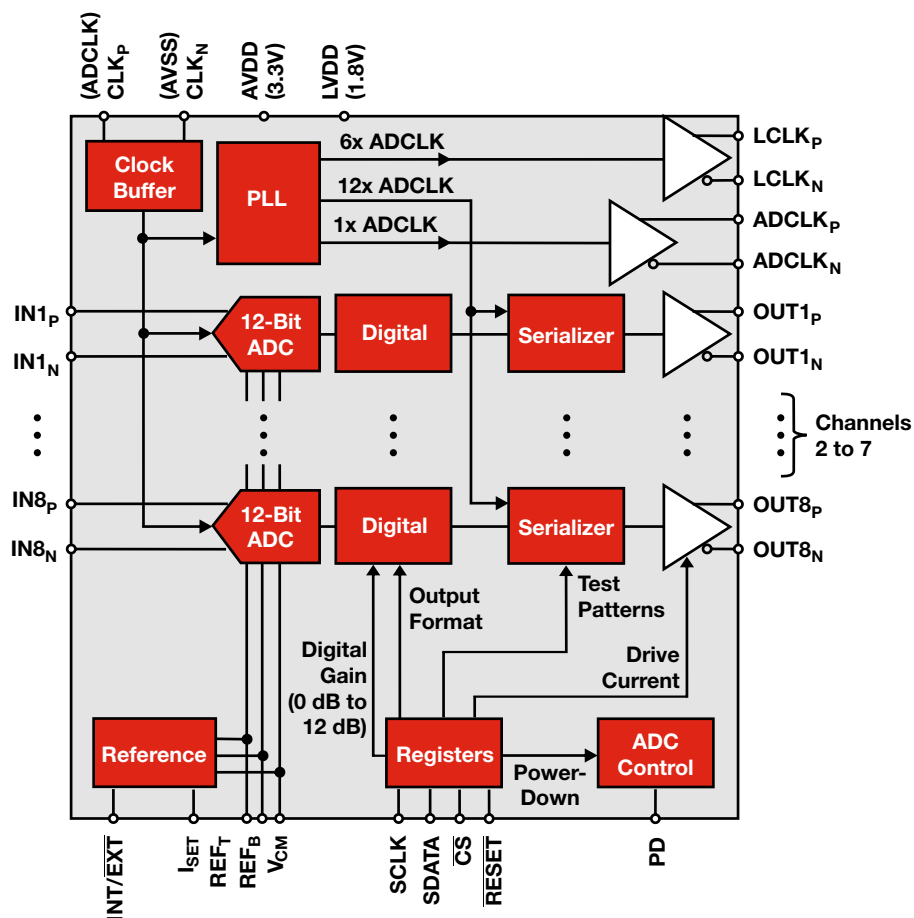 (ADCLK)
CLKP
(AVSS)
CLKN
AVDD
(3.3V)
LVDD
(1.8V)
Clock
Buffer
PLL
6x ADCLK
12x ADCLK
1x ADCLK
LCLKP
LCLKN
ADCLKP
ADCLKN
IN1P
IN1N
12-Bit
ADC
Digital
Serializer
OUT1P
OUT1N
Channels
2 to 7
IN8P
IN8N
12-Bit
ADC
Digital
Serializer
OUT8P
OUT8N
Output
Format
Test
Patterns
Digital
Gain
(0 dB to
12 dB)
Drive
Current
Reference
Registers
Power-
Down
ADC
Control
INT/EXT
ISET
REFT
REFB
VCM
SCLK
SDATA
CS
RESET
PD